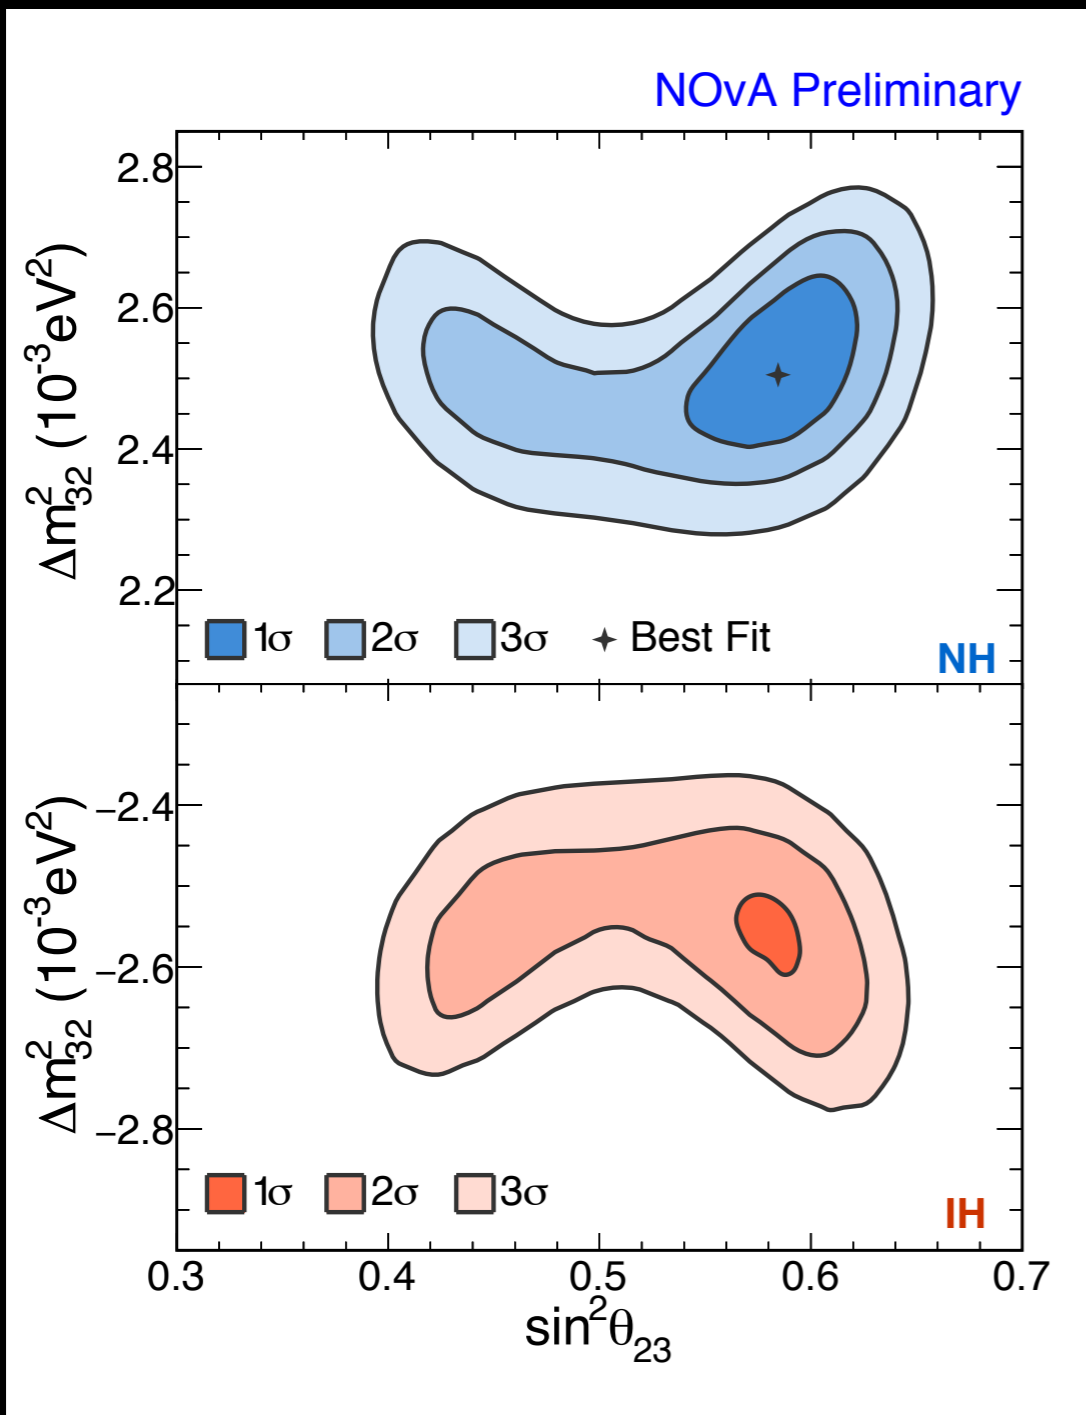 NOvA Preliminary
Δm²₃₂ (10⁻³eV²)
2.8
2.6
2.4
2.2
1σ 2σ 3σ Best Fit
NH
Δm²₃₂ (10⁻³eV²)
−2.4
−2.6
−2.8
1σ 2σ 3σ
IH
0.3 0.4 0.5 0.6 0.7
sin²θ₂₃